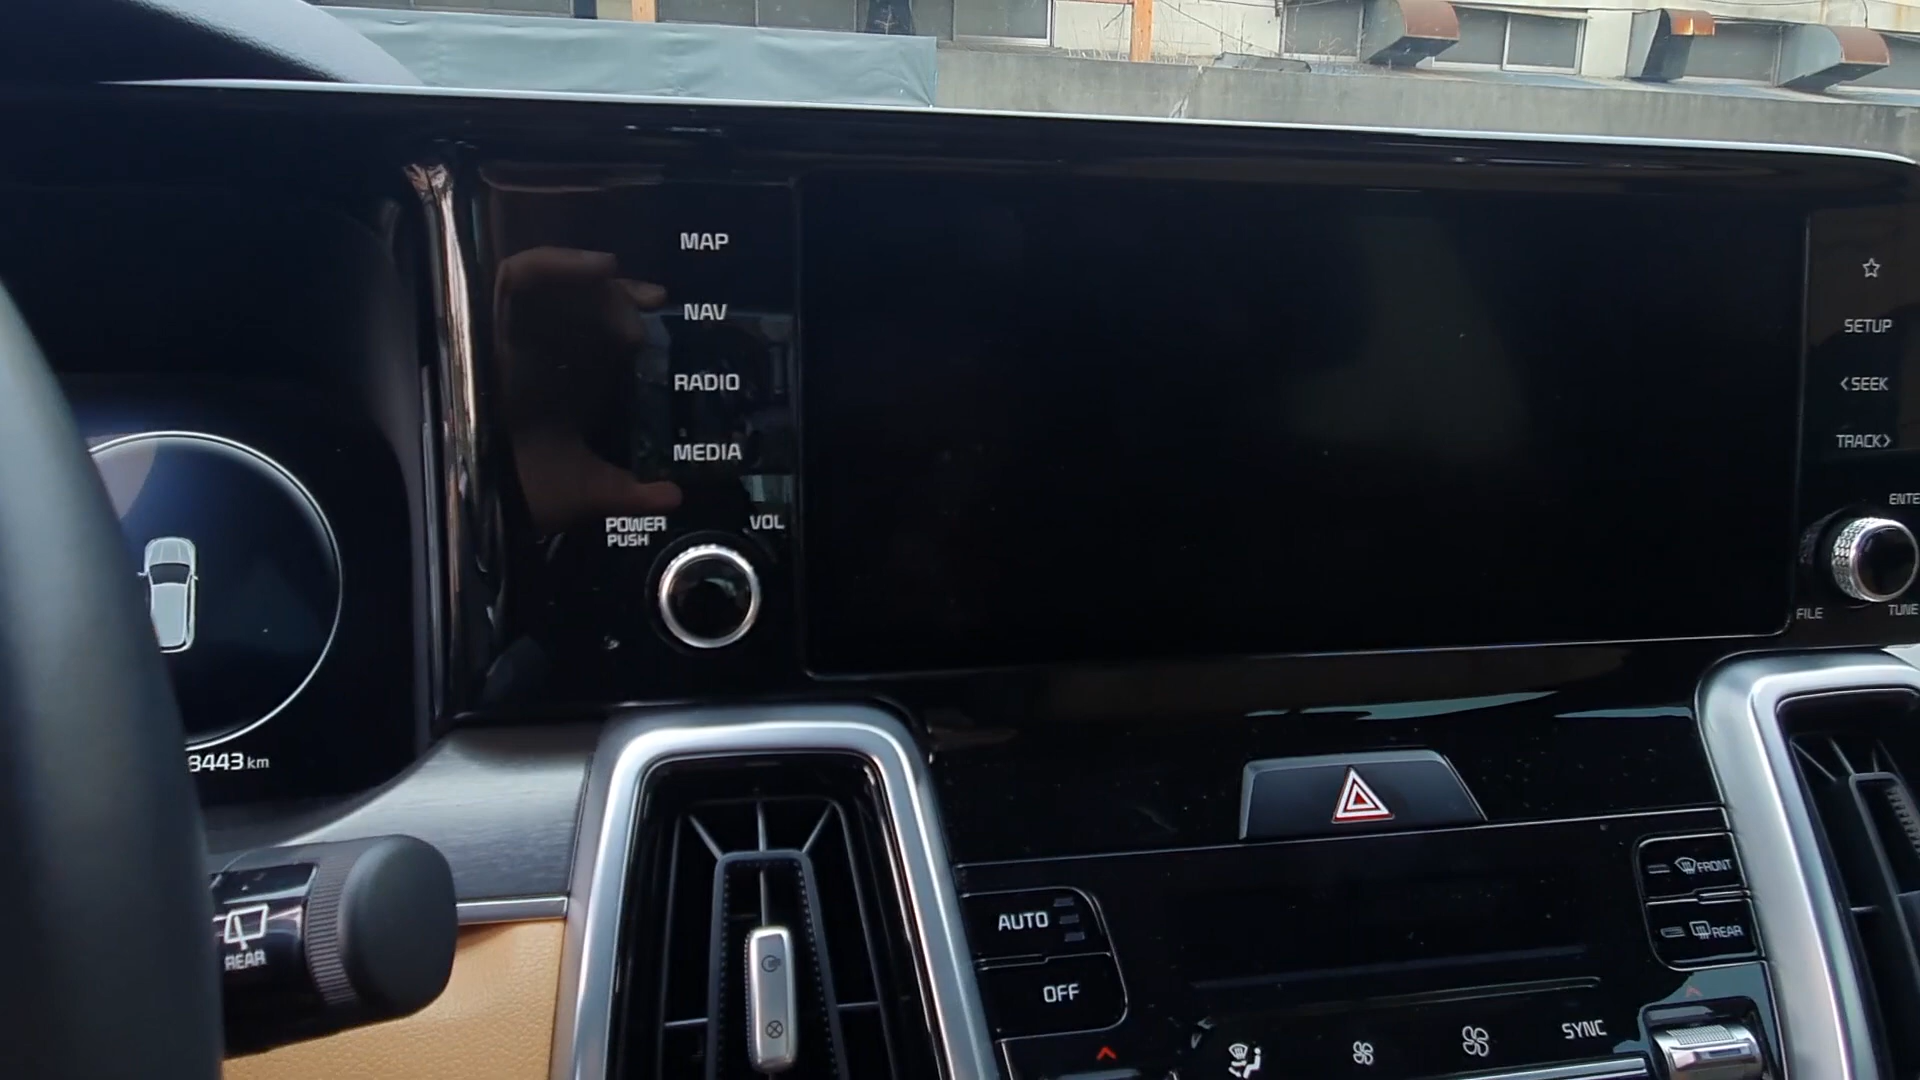 MAP
NAV
RADIO
MEDIA
POWER
PUSH
VOL
SETUP
<SEEK
TRACK>
FILE
TUNE
8443 km
REAR
AUTO
OFF
FRONT
REAR
SYNC